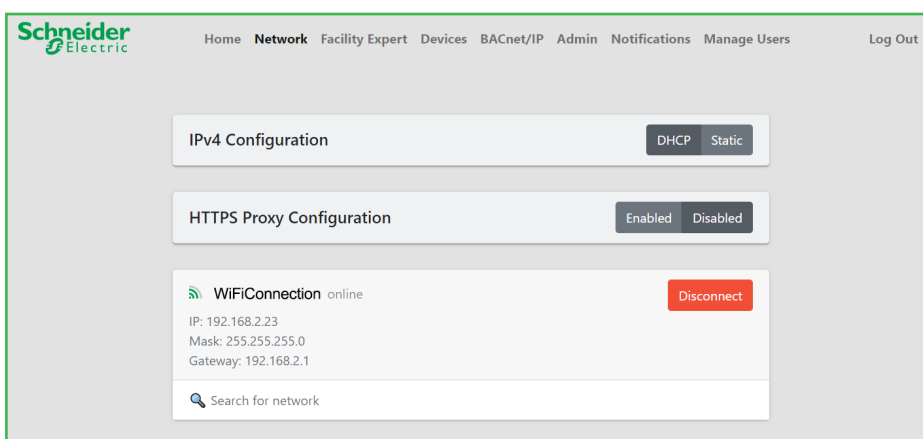 Schneider
Electric
Home Network Facility Expert Devices BACnet/IP Admin Notifications Manage Users Log Out
IPv4 Configuration DHCP Static
HTTPS Proxy Configuration Enabled Disabled
WiFiConnection online Disconnect
IP: 192.168.2.23
Mask: 255.255.255.0
Gateway: 192.168.2.1
Search for network